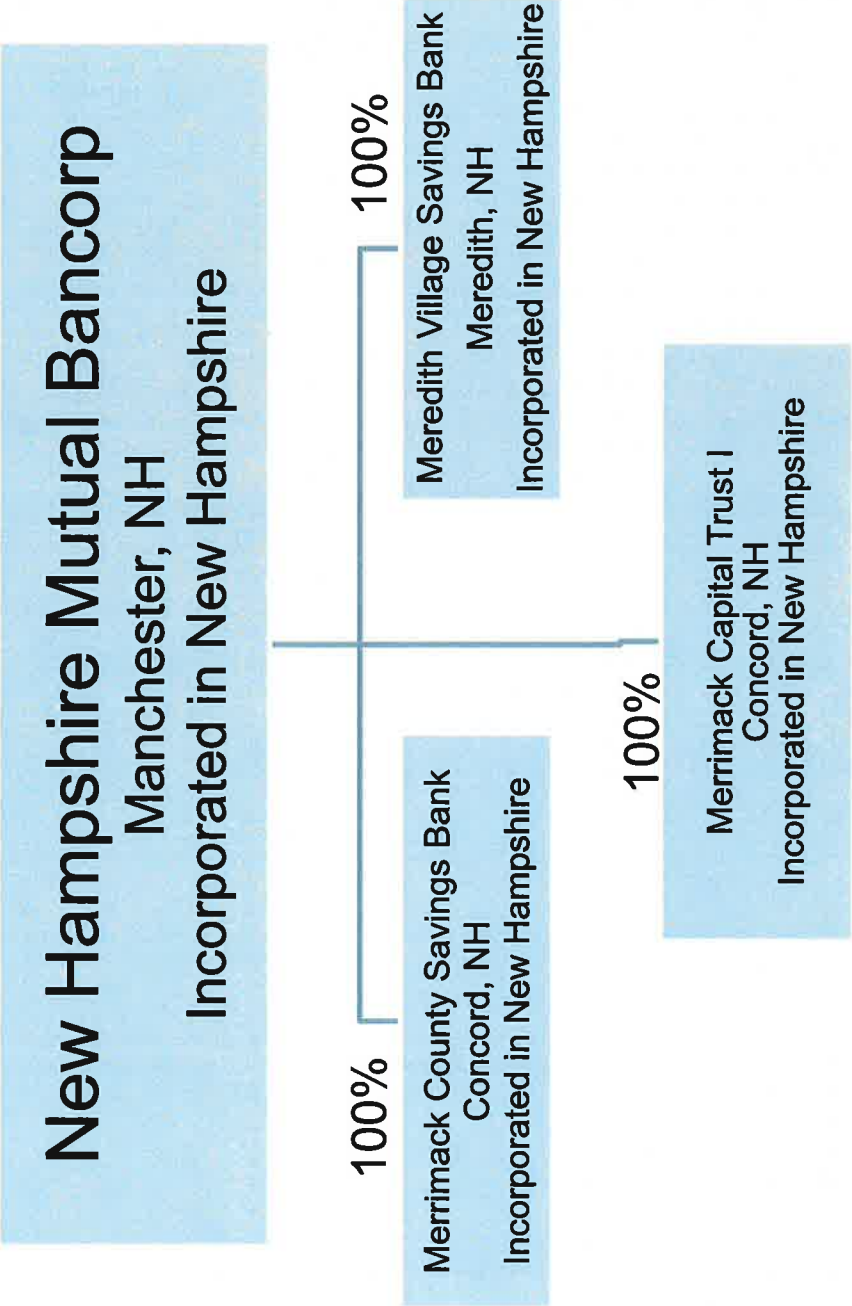 New Hampshire Mutual Bancorp
Manchester, NH
Incorporated in New Hampshire
100%
Merrimack County Savings Bank
Concord, NH
Incorporated in New Hampshire
100%
Meredith Village Savings Bank
Meredith, NH
Incorporated in New Hampshire
100%
Merrimack Capital Trust I
Concord, NH
Incorporated in New Hampshire